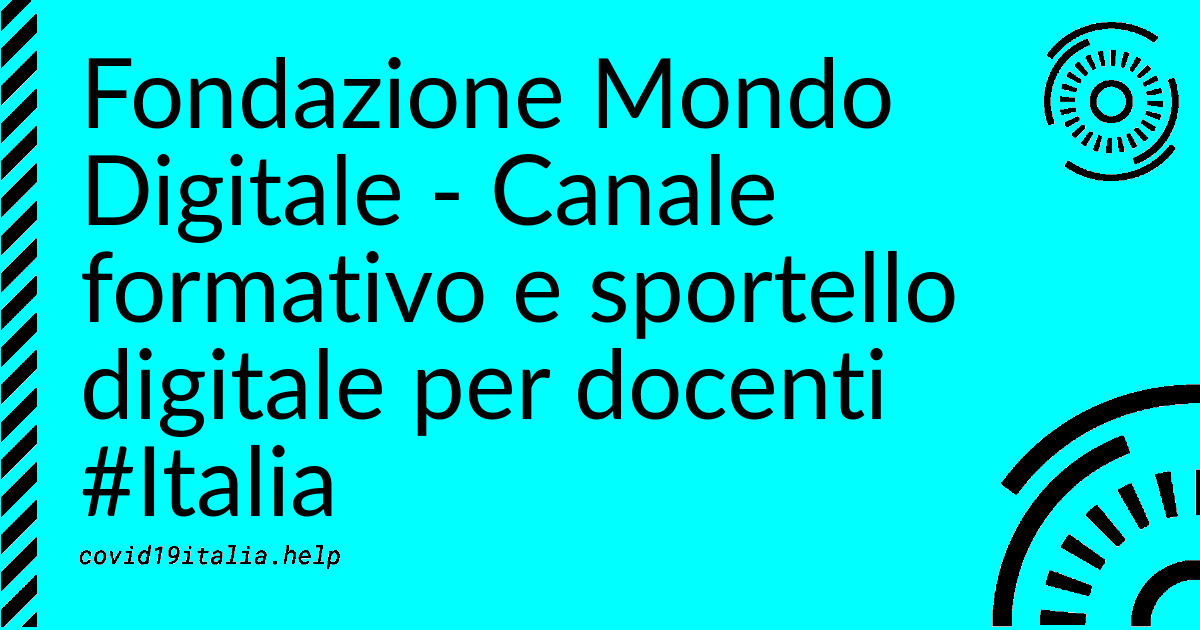 Fondazione Mondo
Digitale - Canale
formativo e sportello
digitale per docenti
#Italia
covid19italia.help